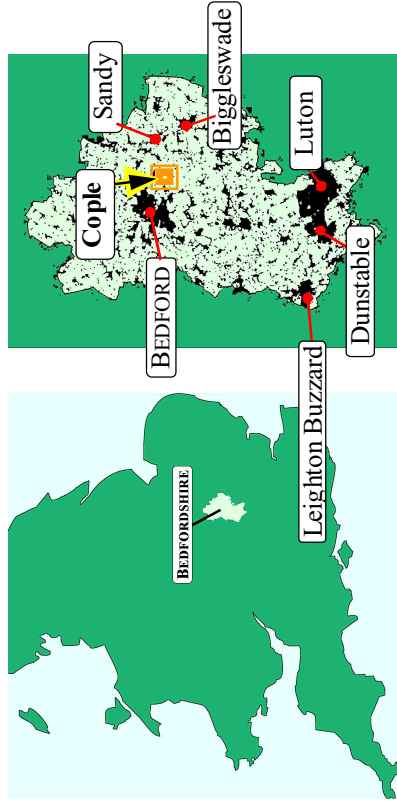 BEDFORDSHIRE
Leighton Buzzard
BEDFORD
Dunstable
Cople
Luton
Sandy
Biggleswade